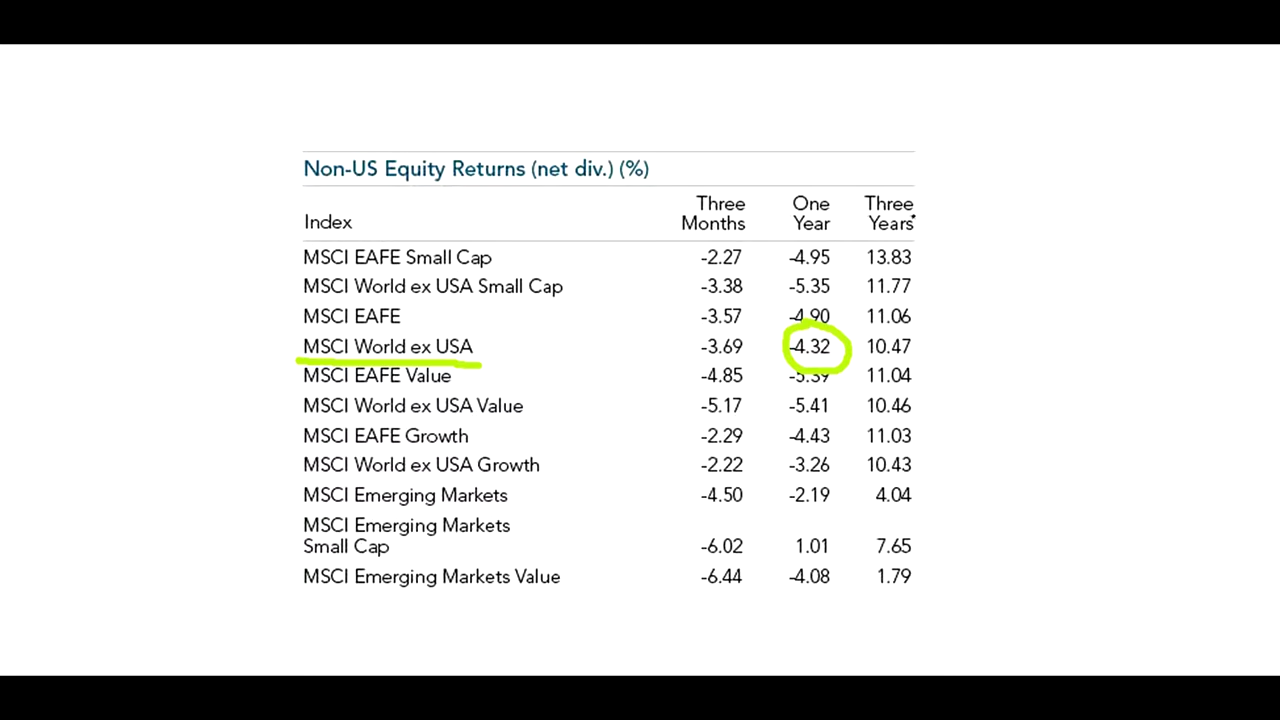 Non-US Equity Returns (net div.) (%)
Index Three Months One Year Three Years*
MSCI EAFE Small Cap -2.27 -4.95 13.83
MSCI World ex USA Small Cap -3.38 -5.35 11.77
MSCI EAFE -3.57 -4.90 11.06
MSCI World ex USA -3.69 -4.32 10.47
MSCI EAFE Value -4.85 -5.39 11.04
MSCI World ex USA Value -5.17 -5.41 10.46
MSCI EAFE Growth -2.29 -4.43 11.03
MSCI World ex USA Growth -2.22 -3.26 10.43
MSCI Emerging Markets -4.50 -2.19 4.04
MSCI Emerging Markets
Small Cap -6.02 1.01 7.65
MSCI Emerging Markets Value -6.44 -4.08 1.79